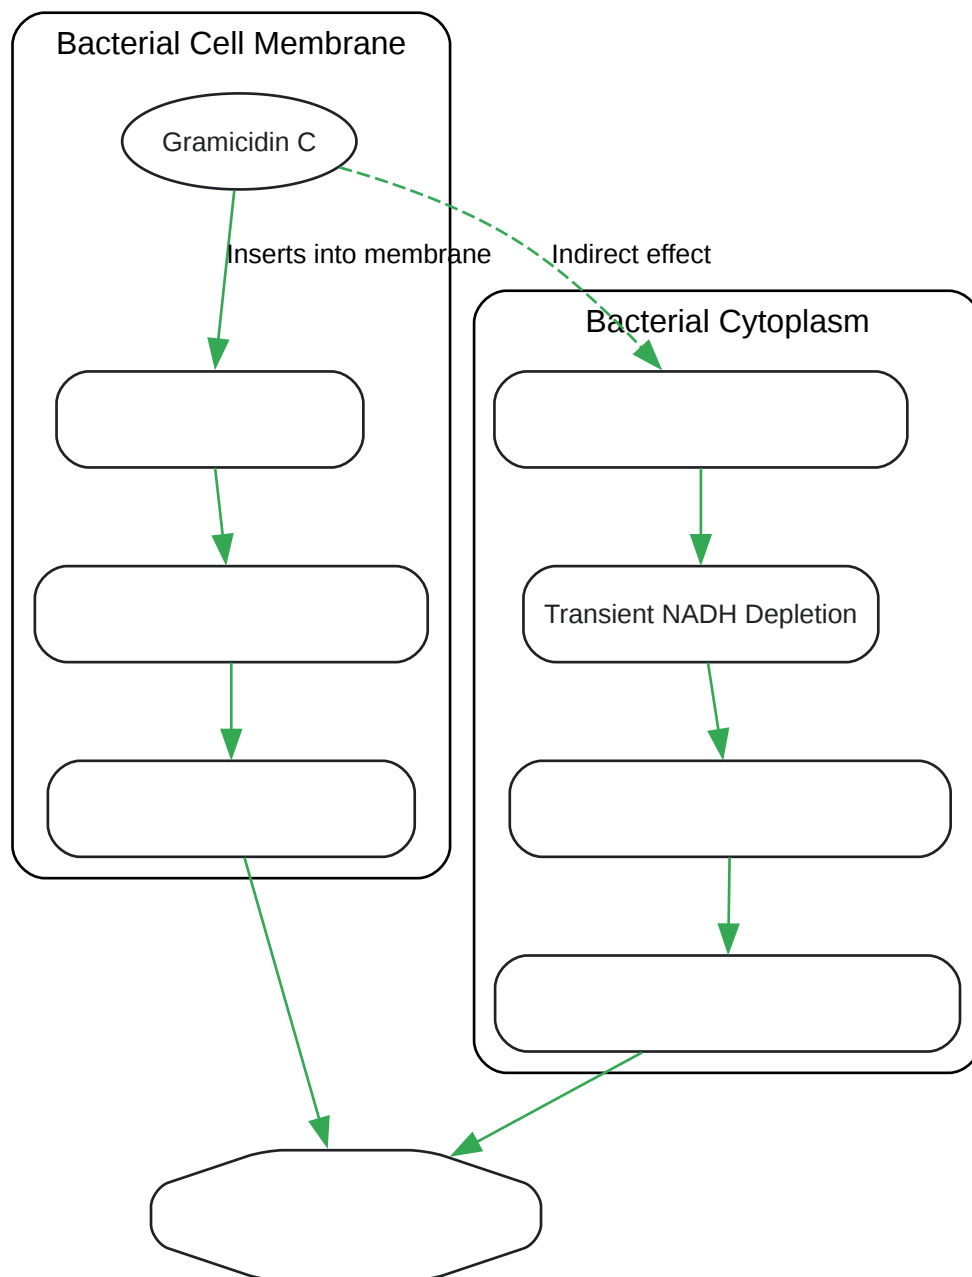 Bacterial Cell Membrane
Gramicidin C
Inserts into membrane
Indirect effect
Bacterial Cytoplasm
Transient NADH Depletion